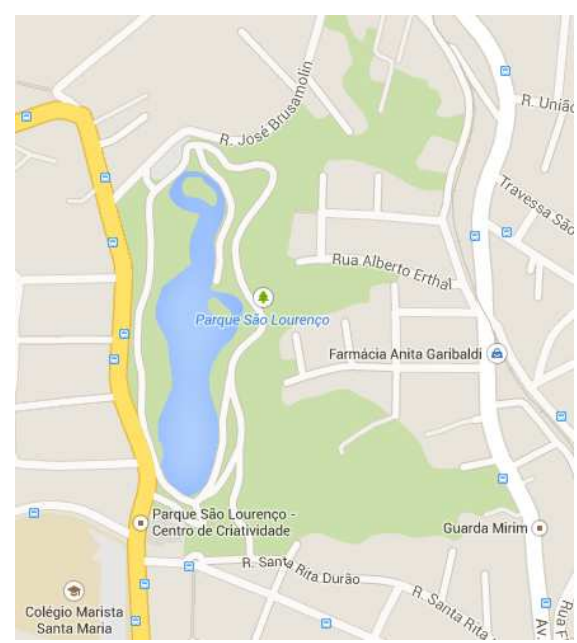 R. União
R. José Brusamolin
Travessa São
Rua Alberto Erthal
Parque São Lourenço
Farmácia Anita Garibaldi
Parque São Lourenço -
Centro de Criatividade
Guarda Mirim
R. Santa Rita Durão
Colégio Marista
Santa Maria
R. Santa Rita
Av
Rua F